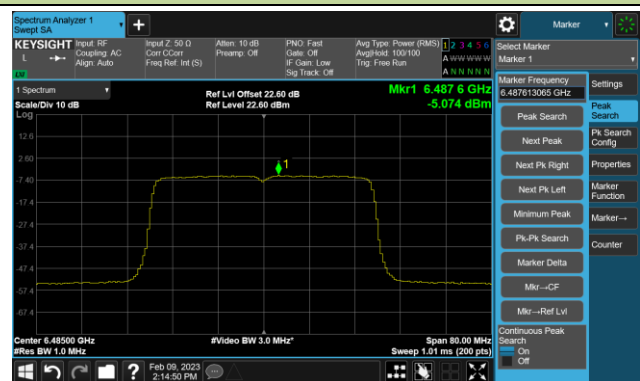 Spectrum Analyzer 1
Swept SA
Marker
KEYSIGHT
L
Input: RF
Coupling: AC
Align: Auto
Input Z: 50 Ω
Corr CCorr
Freq Ref: Int (S)
Atten: 10 dB
Preamp: Off
PNO: Fast
Gate: Off
IF Gain: Low
Sig Track: Off
Avg Type: Power (RMS)
Avg|Hold: 100/100
Trig: Free Run
1 2 3 4 5 6
A W W W W W
A N N N N N
Select Marker
Marker 1
1 Spectrum
Scale/Div 10 dB
Log
Ref Lvl Offset 22.60 dB
Ref Level 22.60 dBm
Mkr1 6.487 6 GHz
-5.074 dBm
1
12.6
2.60
-7.40
-17.4
-27.4
-37.4
-47.4
-57.4
-67.4
Center 6.48500 GHz
#Res BW 1.0 MHz
#Video BW 3.0 MHz*
Span 80.00 MHz
Sweep 1.01 ms (200 pts)
Marker Frequency
6.487613065 GHz
Peak Search
Next Peak
Next Pk Right
Next Pk Left
Minimum Peak
Pk-Pk Search
Marker Delta
Mkr→CF
Mkr→Ref Lvl
Continuous Peak
Search
On
Off
Settings
Peak
Search
Pk Search
Config
Properties
Marker
Function
Marker→
Counter
?
Feb 09, 2023
2:14:50 PM